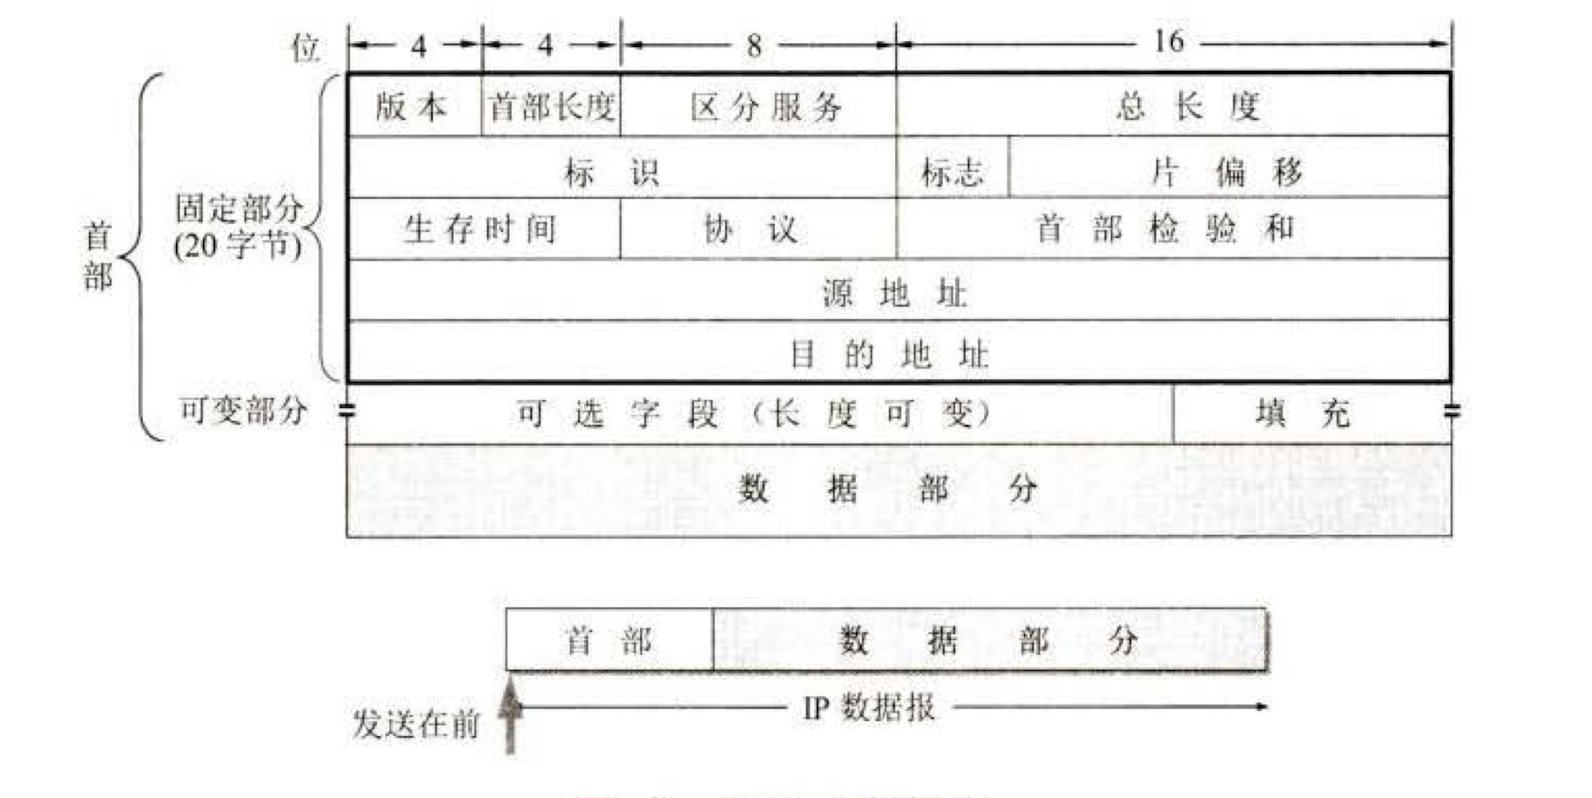 位 4 4 8 16
版本 首部长度 区分服务 总长度
标识 标志 片偏移
固定部分
(20 字节)
生存时间 协议 首部检验和
首部
源地址
目的地址
可变部分 可选字段（长度可变） 填充
数据部分
首部 数据部分
发送在前 IP 数据报